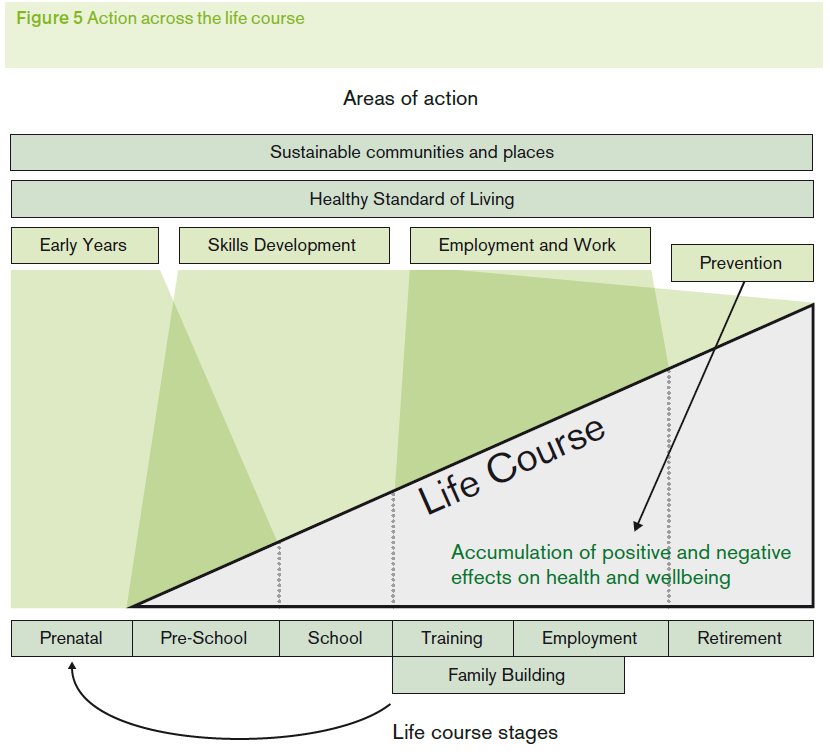 Figure 5 Action across the life course
Areas of action
Sustainable communities and places
Healthy Standard of Living
Early Years
Skills Development
Employment and Work
Prevention
Life Course
Accumulation of positive and negative
effects on health and wellbeing
Prenatal
Pre-School
School
Training
Employment
Retirement
Family Building
Life course stages